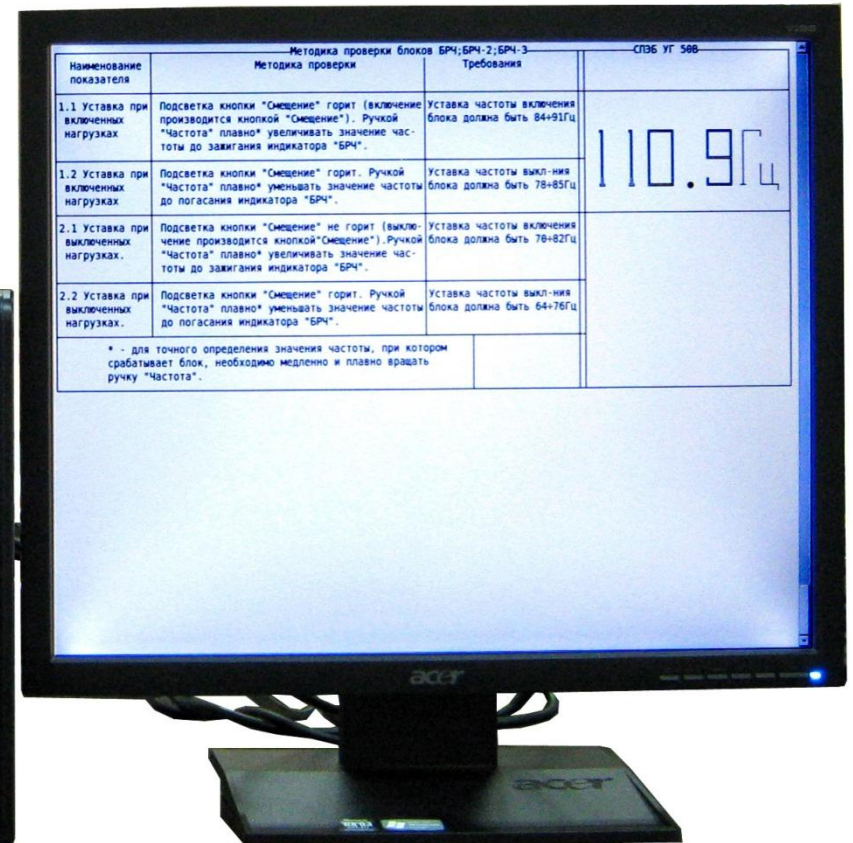 Методика проверки блоков БРЧ;БРЧ-2;БРЧ-3
СПЭБ УГ 50В
Наименование показателя
Методика проверки
Требования
1.1 Уставка при включенных нагрузках
Подсветка кнопки "Смещение" горит (включение
производится кнопкой "Смещение"). Ручкой
"Частота" плавно* увеличивать значение час-
тоты до зажигания индикатора "БРЧ".
Уставка частоты включения
блока должна быть 84÷91Гц
110.9Гц
1.2 Уставка при включенных нагрузках
Подсветка кнопки "Смещение" горит. Ручкой
"Частота" плавно* уменьшать значение частоты
до погасания индикатора "БРЧ".
Уставка частоты выкл-ния
блока должна быть 78÷85Гц
2.1 Уставка при выключенных нагрузках.
Подсветка кнопки "Смещение" не горит (выклю-
чение производится кнопкой"Смещение").Ручкой
"Частота" плавно* увеличивать значение час-
тоты до зажигания индикатора "БРЧ".
Уставка частоты включения
блока должна быть 70÷82Гц
2.2 Уставка при выключенных нагрузках.
Подсветка кнопки "Смещение" горит. Ручкой
"Частота" плавно* уменьшать значение частоты
до погасания индикатора "БРЧ".
Уставка частоты выкл-ния
блока должна быть 64÷76Гц
* - для точного определения значения частоты, при котором
срабатывает блок, необходимо медленно и плавно вращать
ручку "Частота".
acer
acer